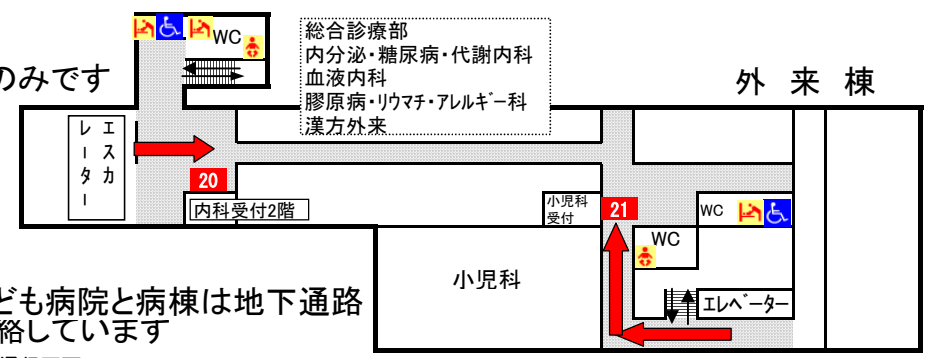 WC
総合診療部
内分泌・糖尿病・代謝内科
血液内科
膠原病・リウマチ・アレルギー科
漢方外来
のみです
外 来 棟
エスカ
レーター
20
内科受付2階
小児科
受付
21
WC
WC
小児科
エレベーター
ども病院と病棟は地下通路
絡しています